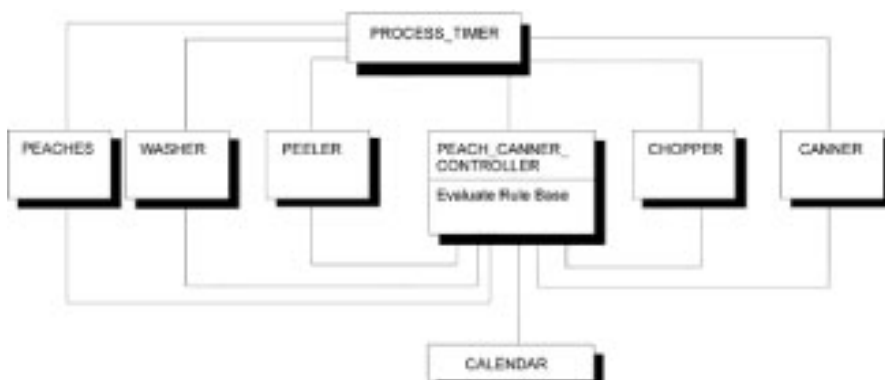 PROCESS_TIMER
PEACHES
WASHER
PEELER
PEACH_CANNER_
CONTROLLER
Evaluate Rule Base
CHOPPER
CANNER
CALENDAR